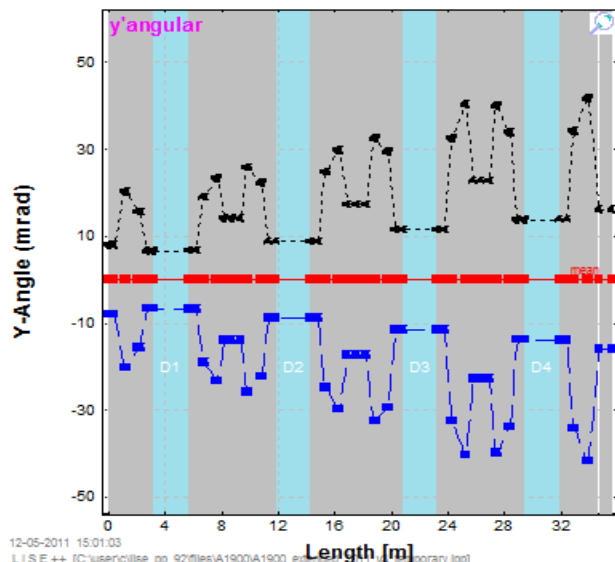 y'angular
50
30
10
-10
-30
-50
Y-Angle (mrad)
mean
D1 D2 D3 D4
0 4 8 12 16 20 24 28 32
Length [m]
12-05-2011 15:01:03
L I S E ++